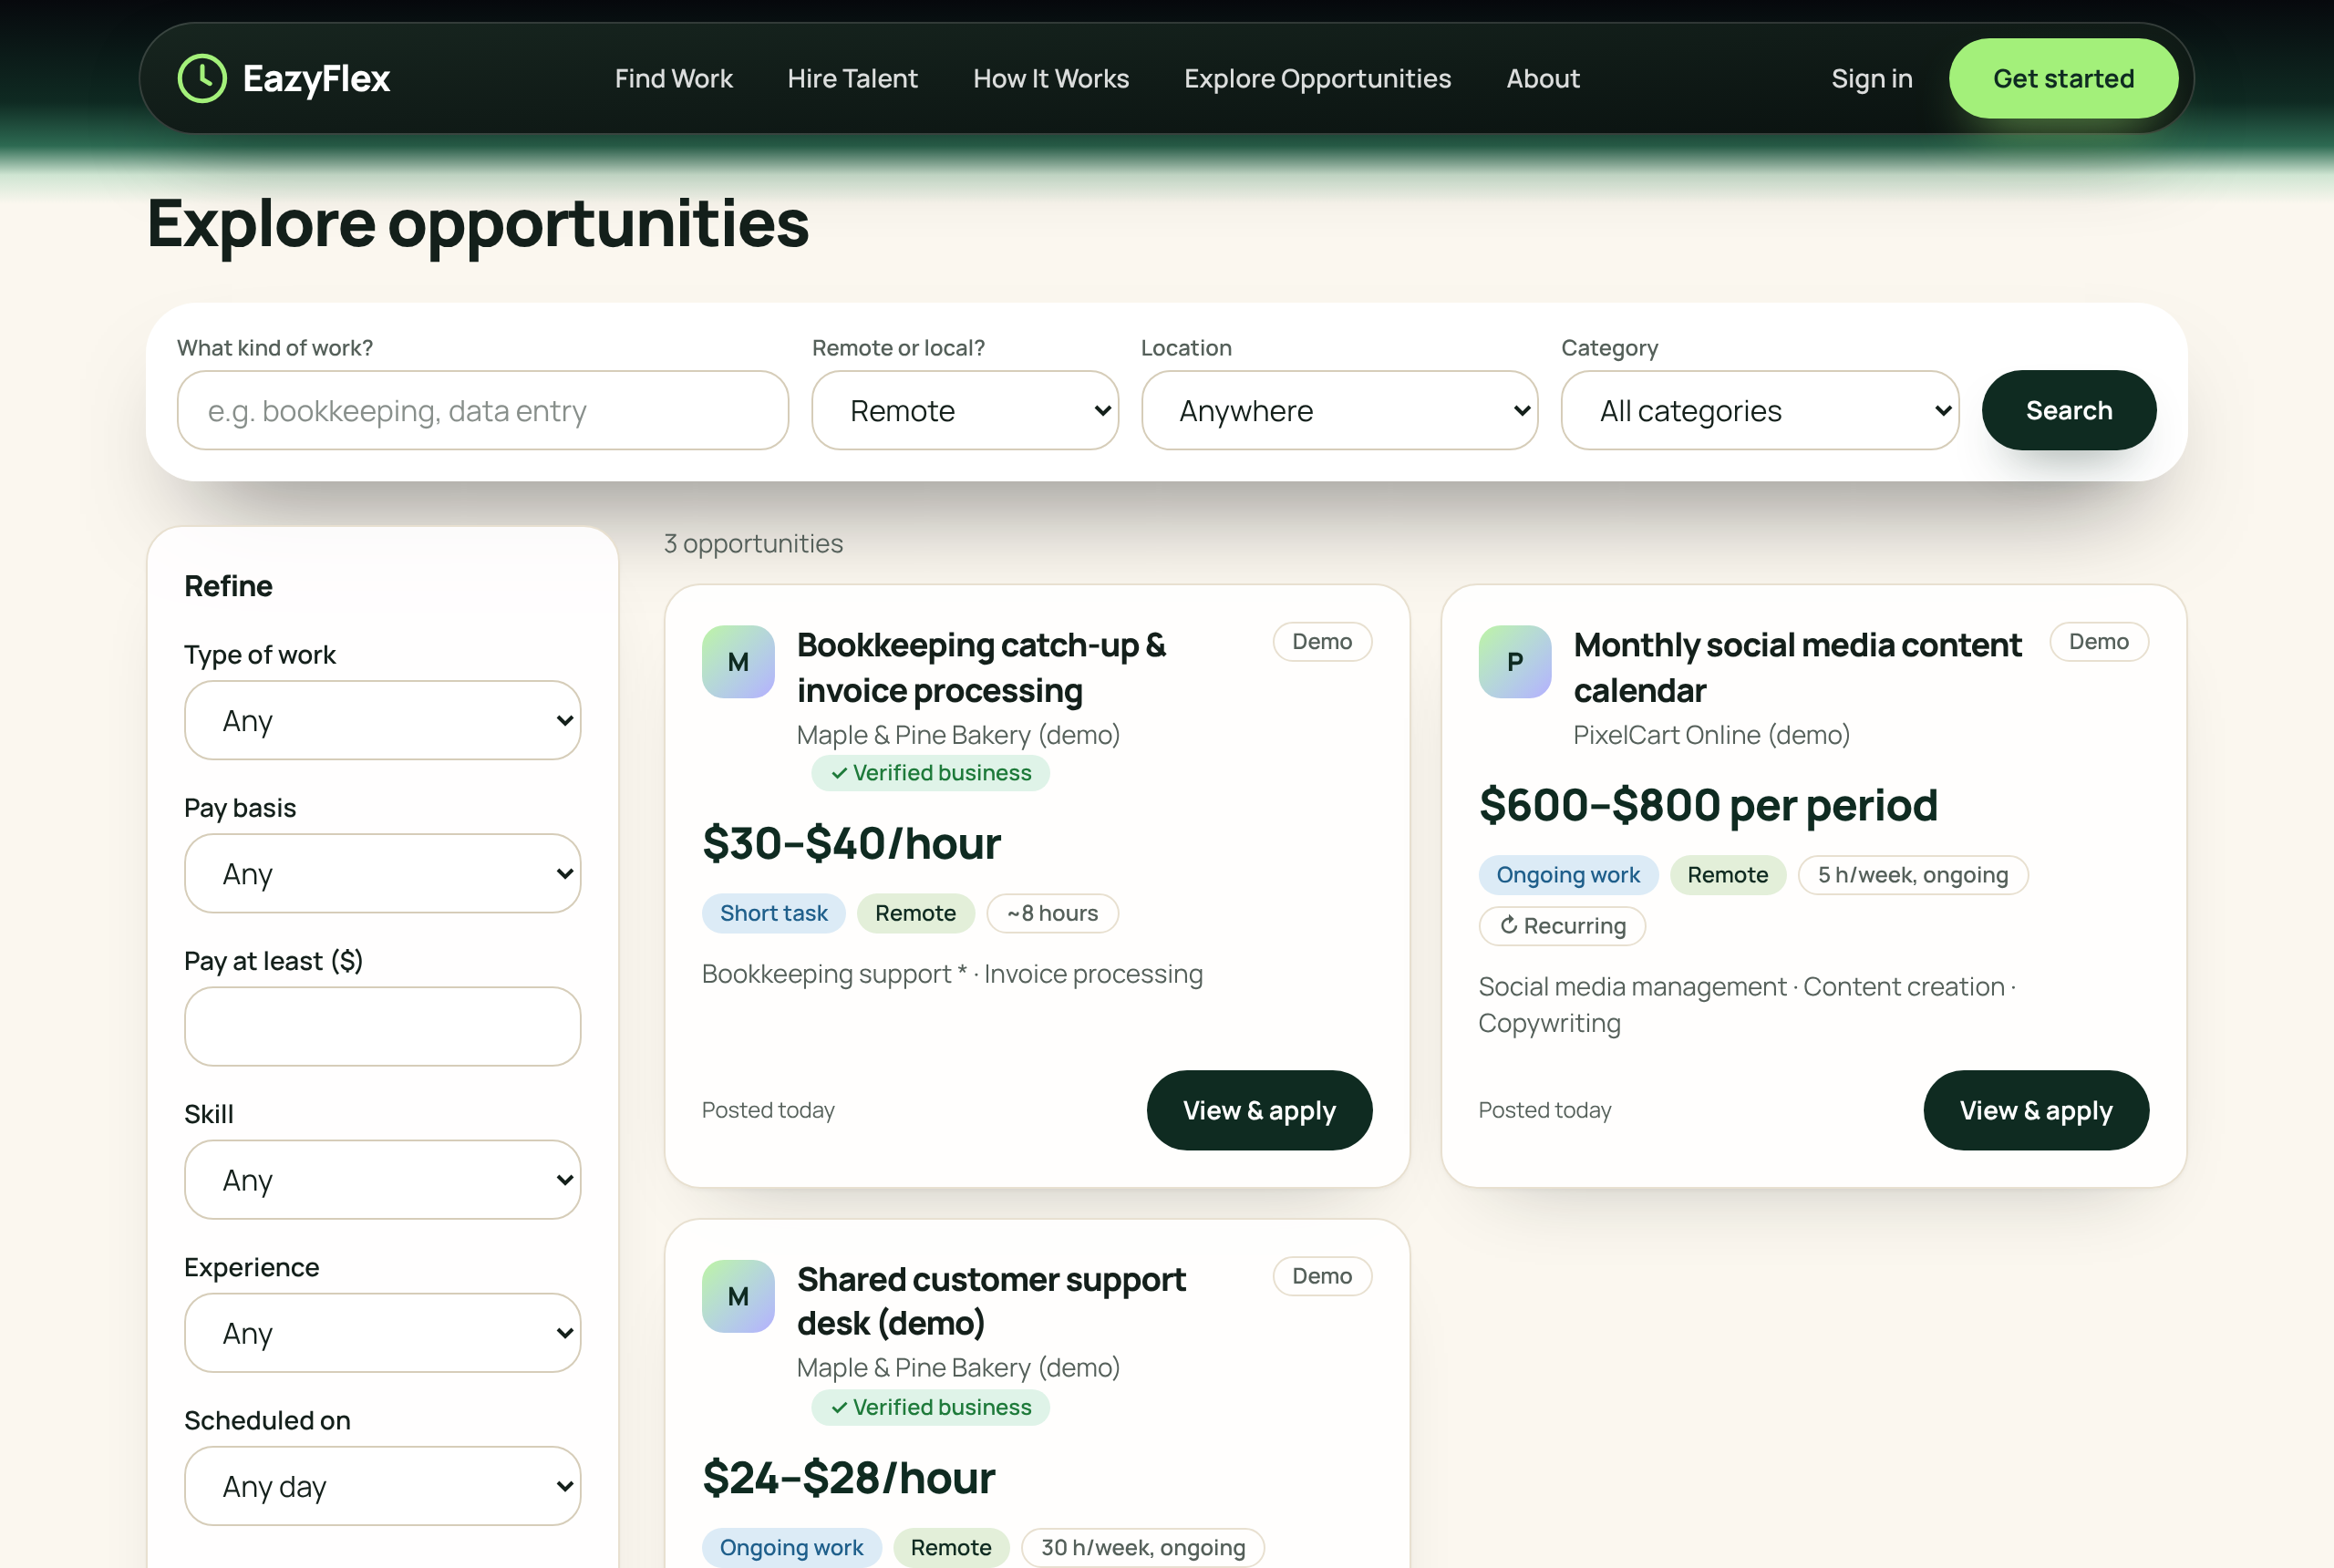 EazyFlex
Find Work
Hire Talent
How It Works
Explore Opportunities
About
Sign in
Get started
Explore opportunities
What kind of work?
e.g. bookkeeping, data entry
Remote or local?
Remote
Location
Anywhere
Category
All categories
Search
Refine
Type of work
Any
Pay basis
Any
Pay at least ($)
Skill
Any
Experience
Any
Scheduled on
Any day
3 opportunities
M
Bookkeeping catch-up &
invoice processing
Demo
Maple & Pine Bakery (demo)
✓ Verified business
$30–$40/hour
Short task
Remote
~8 hours
Bookkeeping support * · Invoice processing
Posted today
View & apply
P
Monthly social media content
calendar
Demo
PixelCart Online (demo)
$600–$800 per period
Ongoing work
Remote
5 h/week, ongoing
↻ Recurring
Social media management · Content creation ·
Copywriting
Posted today
View & apply
M
Shared customer support
desk (demo)
Demo
Maple & Pine Bakery (demo)
✓ Verified business
$24–$28/hour
Ongoing work
Remote
30 h/week, ongoing